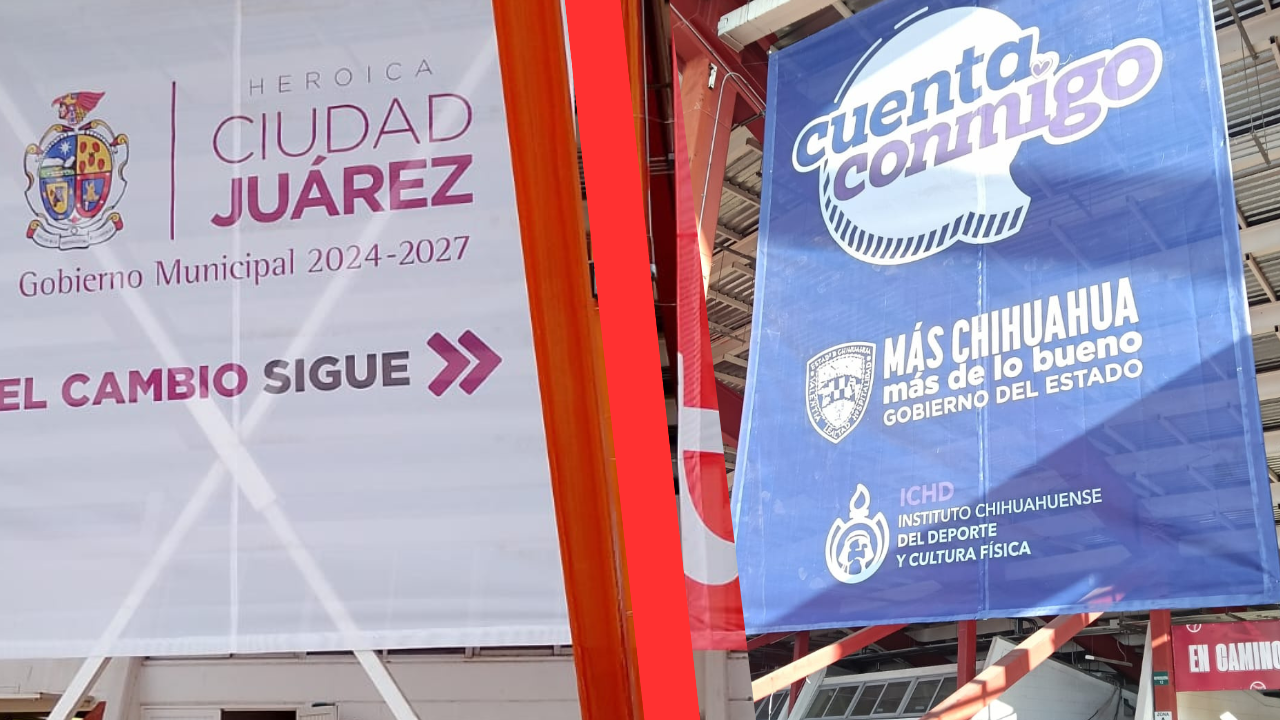 HEROICA
CIUDAD
JUÁREZ
Gobierno Municipal 2024-2027
EL CAMBIO SIGUE
cuenta
conmigo
MÁS CHIHUAHUA
más de lo bueno
GOBIERNO DEL ESTADO
ICHD
INSTITUTO CHIHUAHUENSE
DEL DEPORTE
Y CULTURA FÍSICA
EN CAMINO